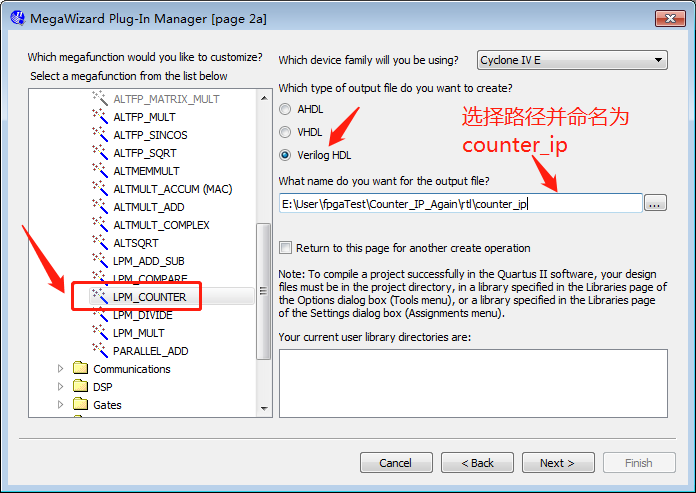 MegaWizard Plug-In Manager [page 2a]
Which megafunction would you like to customize?
Select a megafunction from the list below
ALTFP_MATRIX_MULT
ALTFP_MULT
ALTFP_SINCOS
ALTFP_SQRT
ALTMEMMULT
ALTMULT_ACCUM (MAC)
ALTMULT_ADD
ALTMULT_COMPLEX
ALTSQRT
LPM_ADD_SUB
LPM_COMPARE
LPM_COUNTER
LPM_DIVIDE
LPM_MULT
PARALLEL_ADD
Communications
DSP
Gates
Which device family will you be using?
Cyclone IV E
Which type of output file do you want to create?
AHDL
VHDL
Verilog HDL
选择路径并命名为
counter_ip
What name do you want for the output file?
E:\User\fpgaTest\Counter_IP_Again\rtl\counter_ip
...
Return to this page for another create operation
Note: To compile a project successfully in the Quartus II software, your design
files must be in the project directory, in a library specified in the Libraries page of
the Options dialog box (Tools menu), or a library specified in the Libraries page
of the Settings dialog box (Assignments menu).
Your current user library directories are:
Cancel
< Back
Next >
Finish